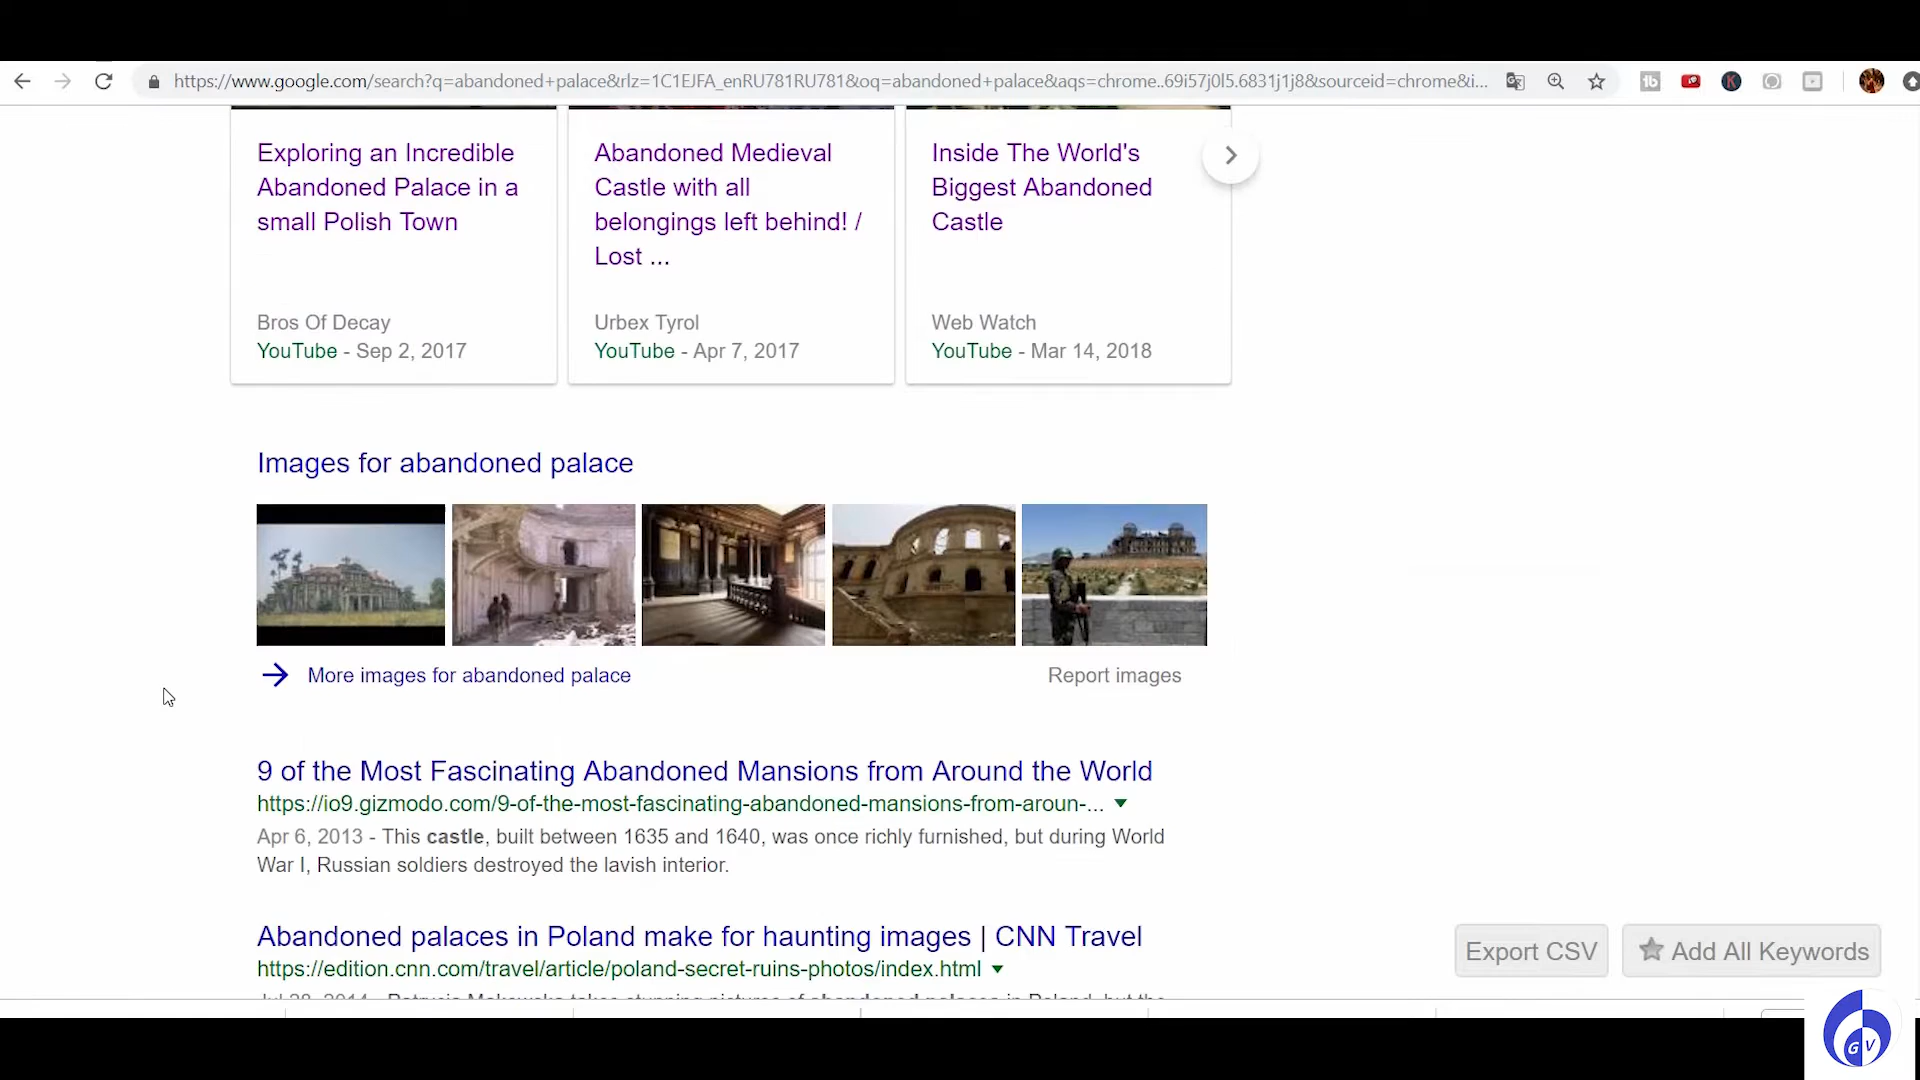 https://www.google.com/search?q=abandoned+palace&rlz=1C1EJFA_enRU781RU781&oq=abandoned+palace&aqs=chrome..69i57j0l5.6831j1j8&sourceid=chrome&i...
Exploring an Incredible
Abandoned Palace in a
small Polish Town
Bros Of Decay
YouTube - Sep 2, 2017
Abandoned Medieval
Castle with all
belongings left behind! /
Lost ...
Urbex Tyrol
YouTube - Apr 7, 2017
Inside The World's
Biggest Abandoned
Castle
Web Watch
YouTube - Mar 14, 2018
Images for abandoned palace
More images for abandoned palace
Report images
9 of the Most Fascinating Abandoned Mansions from Around the World
https://io9.gizmodo.com/9-of-the-most-fascinating-abandoned-mansions-from-aroun-...
Apr 6, 2013 - This castle, built between 1635 and 1640, was once richly furnished, but during World
War I, Russian soldiers destroyed the lavish interior.
Abandoned palaces in Poland make for haunting images | CNN Travel
https://edition.cnn.com/travel/article/poland-secret-ruins-photos/index.html
Export CSV
Add All Keywords
GV